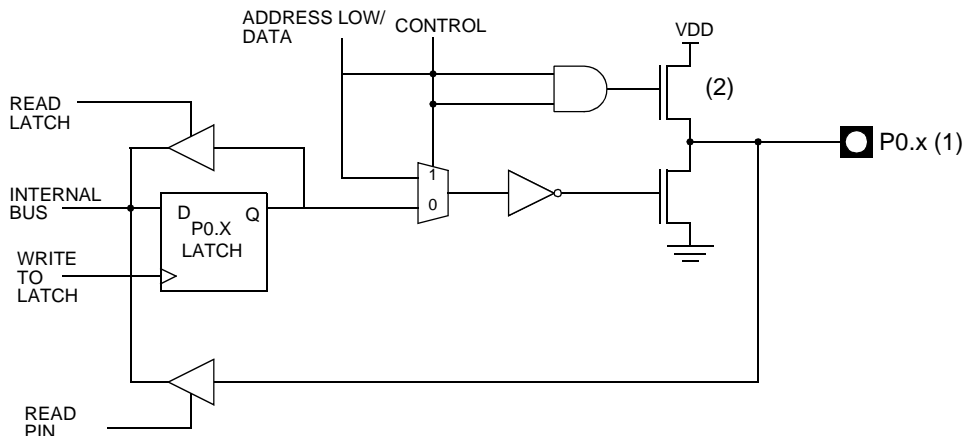 ADDRESS LOW/
DATA
CONTROL
VDD
(2)
READ
LATCH
P0.x (1)
INTERNAL
BUS
D
Q
P0.X
LATCH
1
0
WRITE
TO
LATCH
READ
PIN